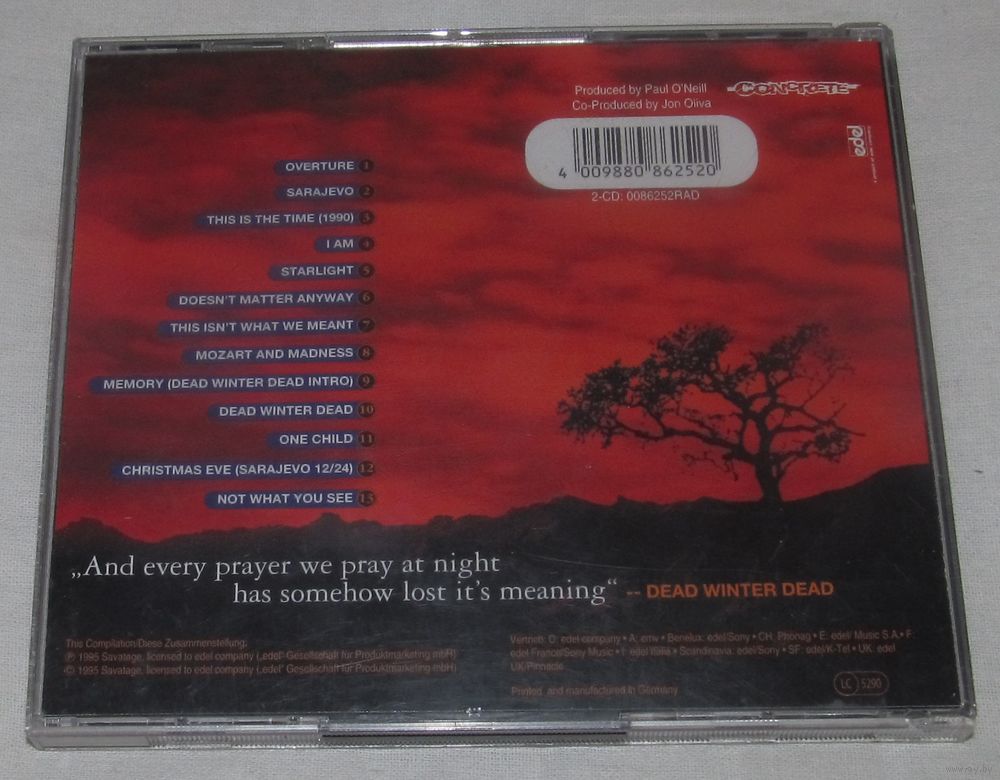 Produced by Paul O'Neill
Co-Produced by Jon Oliva
CONCRETE
edel
4 009880 862520
2-CD: 0086252RAD
OVERTURE 1
SARAJEVO 2
THIS IS THE TIME (1990) 3
I AM 4
STARLIGHT 5
DOESN'T MATTER ANYWAY 6
THIS ISN'T WHAT WE MEANT 7
MOZART AND MADNESS 8
MEMORY (DEAD WINTER DEAD INTRO) 9
DEAD WINTER DEAD 10
ONE CHILD 11
CHRISTMAS EVE (SARAJEVO 12/24) 12
NOT WHAT YOU SEE 13
„And every prayer we pray at night
has somehow lost it's meaning“ -- DEAD WINTER DEAD
This Compilation/Diese Zusammenstellung:
℗ 1995 Savatage, licensed to edel company („edel“ Gesellschaft für Produktmarketing mbH)
© 1995 Savatage, licensed to edel company („edel“ Gesellschaft für Produktmarketing mbH)
Vertrieb: D: edel company • A: emv • Benelux: edel/Sony • CH: Phonag • E: edel/ Music S.A. • F:
edel France/Sony Music • I: edel Italia • Scandinavia: edel/Sony • SF: edel/K-Tel • UK: edel
UK/Pinnacle
Printed and manufactured in Germany
LC 5290
www.ay.by